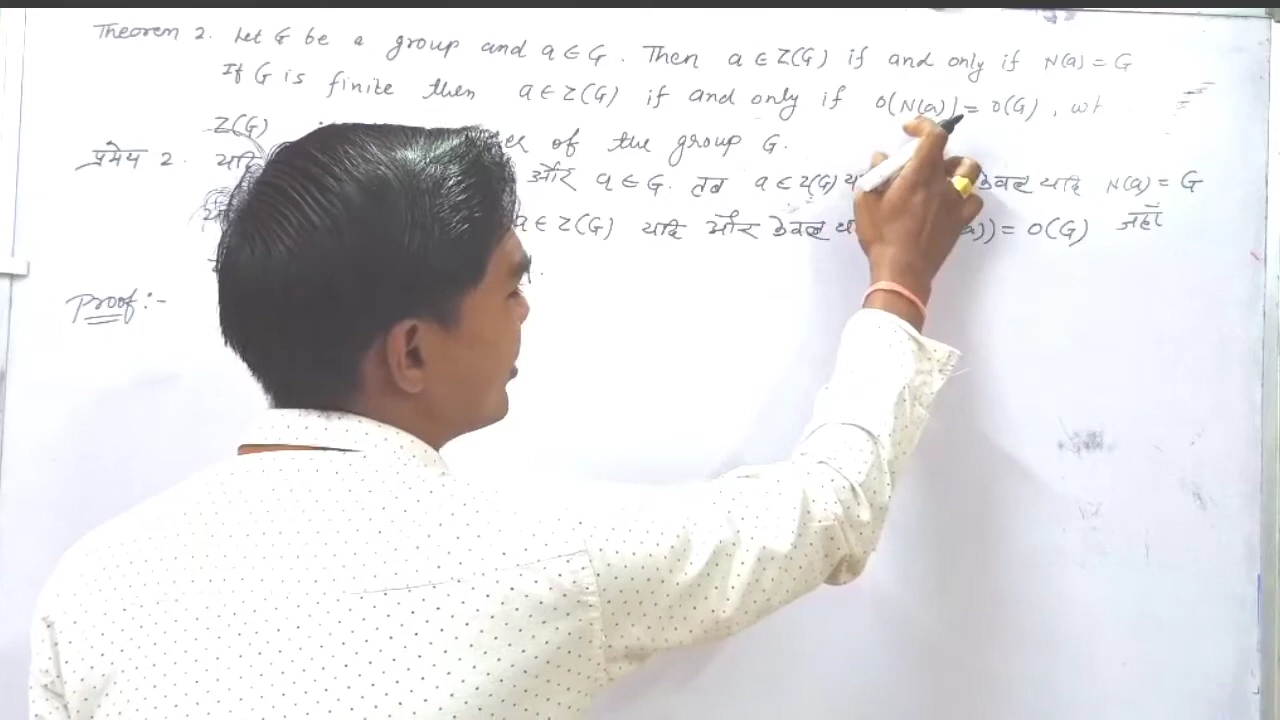 Theorem 2. Let G be a group and a ∈ G. Then a ∈ Z(G) if and only if N(a) = G
If G is finite then a ∈ Z(G) if and only if O(N(a)) = O(G), wh
Z(G) of the group G.
प्रमेय 2. यदि और a ∈ G. तब a ∈ Z(G) केवल यदि N(a) = G
a ∈ Z(G) यदि और केवल )) = O(G) जहाँ
Proof :-